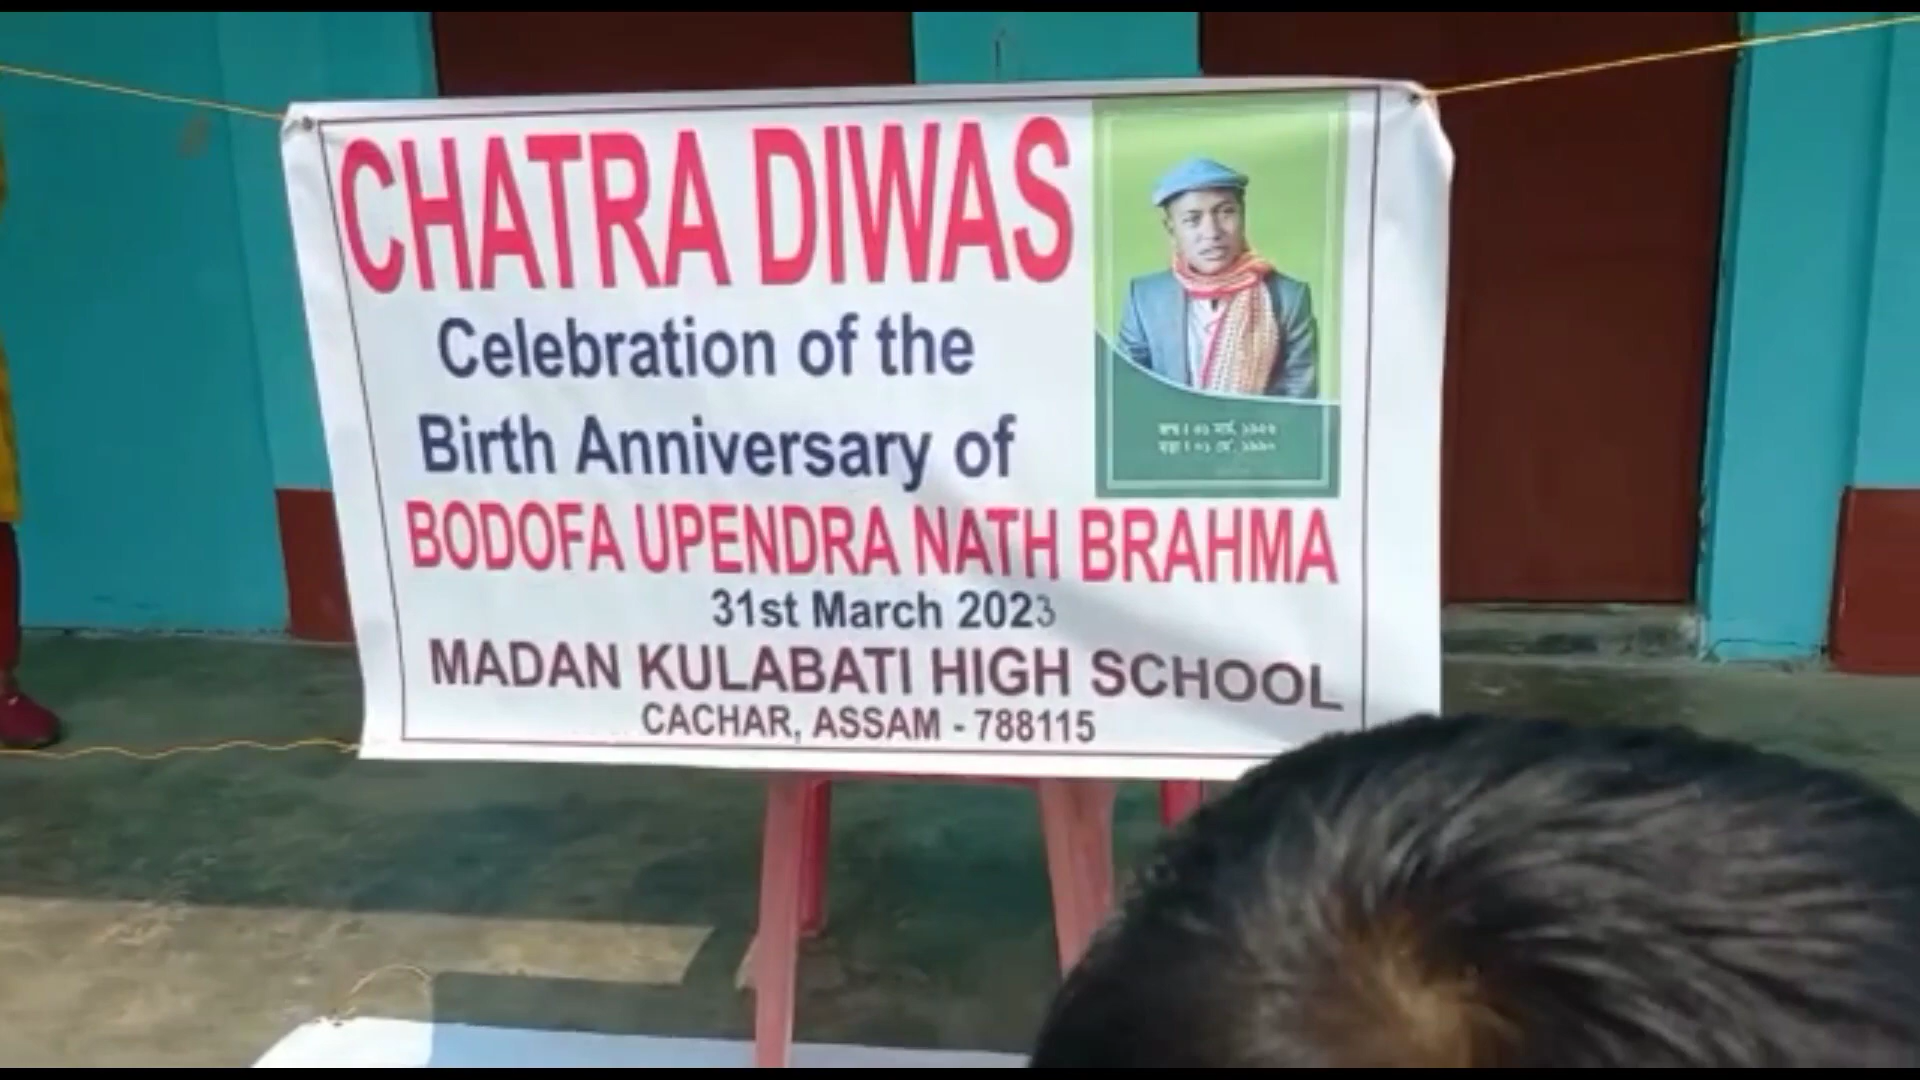 CHATRA DIWAS
Celebration of the
Birth Anniversary of
BODOFA UPENDRA NATH BRAHMA
31st March 2023
MADAN KULABATI HIGH SCHOOL
CACHAR, ASSAM - 788115